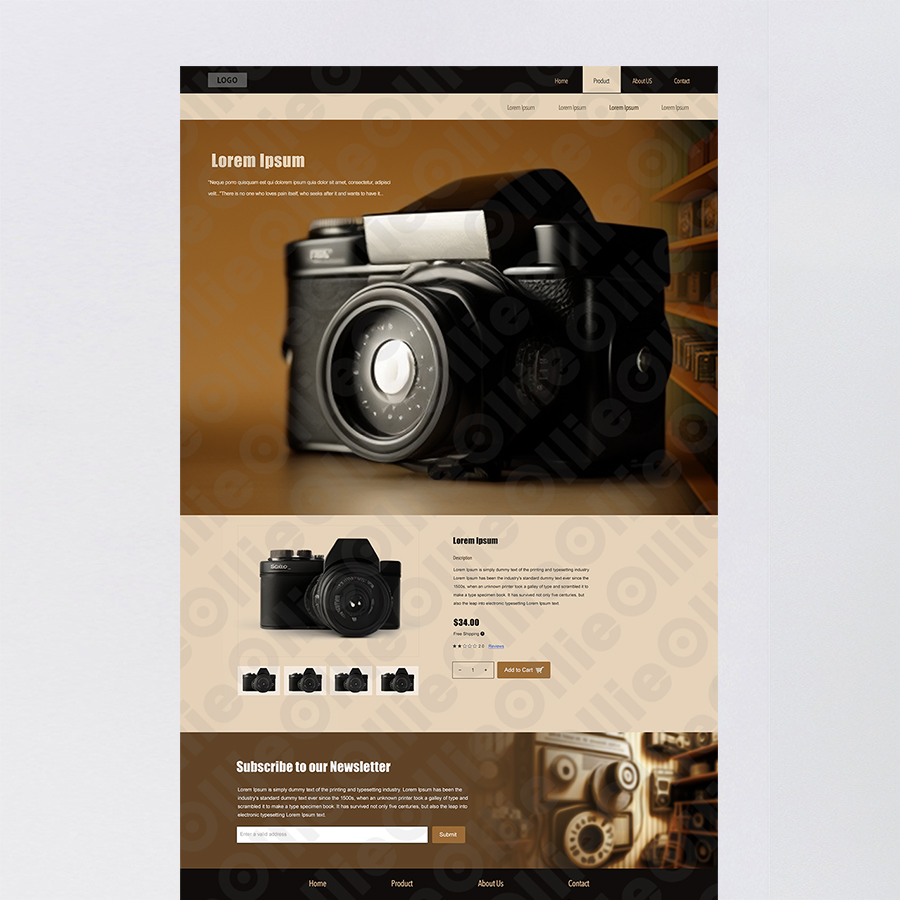 LOGO
Home Product About US Contact
Lorem Ipsum Lorem Ipsum Lorem Ipsum Lorem Ipsum
Lorem Ipsum
"Neque porro quisquam est qui dolorem ipsum quia dolor sit amet, consectetur, adipisci
velit..."There is no one who loves pain itself, who seeks after it and wants to have it...
Lorem Ipsum
Description
Lorem Ipsum is simply dummy text of the printing and typesetting industry
Lorem Ipsum has been the industry's standard dummy text ever since the
1500s, when an unknown printer took a galley of type and scrambled it to
make a type specimen book. It has survived not only five centuries, but
also the leap into electronic typesetting Lorem Ipsum text.
$34.00
Free Shipping
Reviews
- 1 + Add to Cart
Subscribe to our Newsletter
Lorem Ipsum is simply dummy text of the printing and typesetting industry. Lorem Ipsum has been the
industry's standard dummy text ever since the 1500s, when an unknown printer took a galley of type and
scrambled it to make a type specimen book. It has survived not only five centuries, but also the leap into
electronic typesetting Lorem Ipsum text.
Enter a valid address Submit
Home Product About Us Contact
Ollie